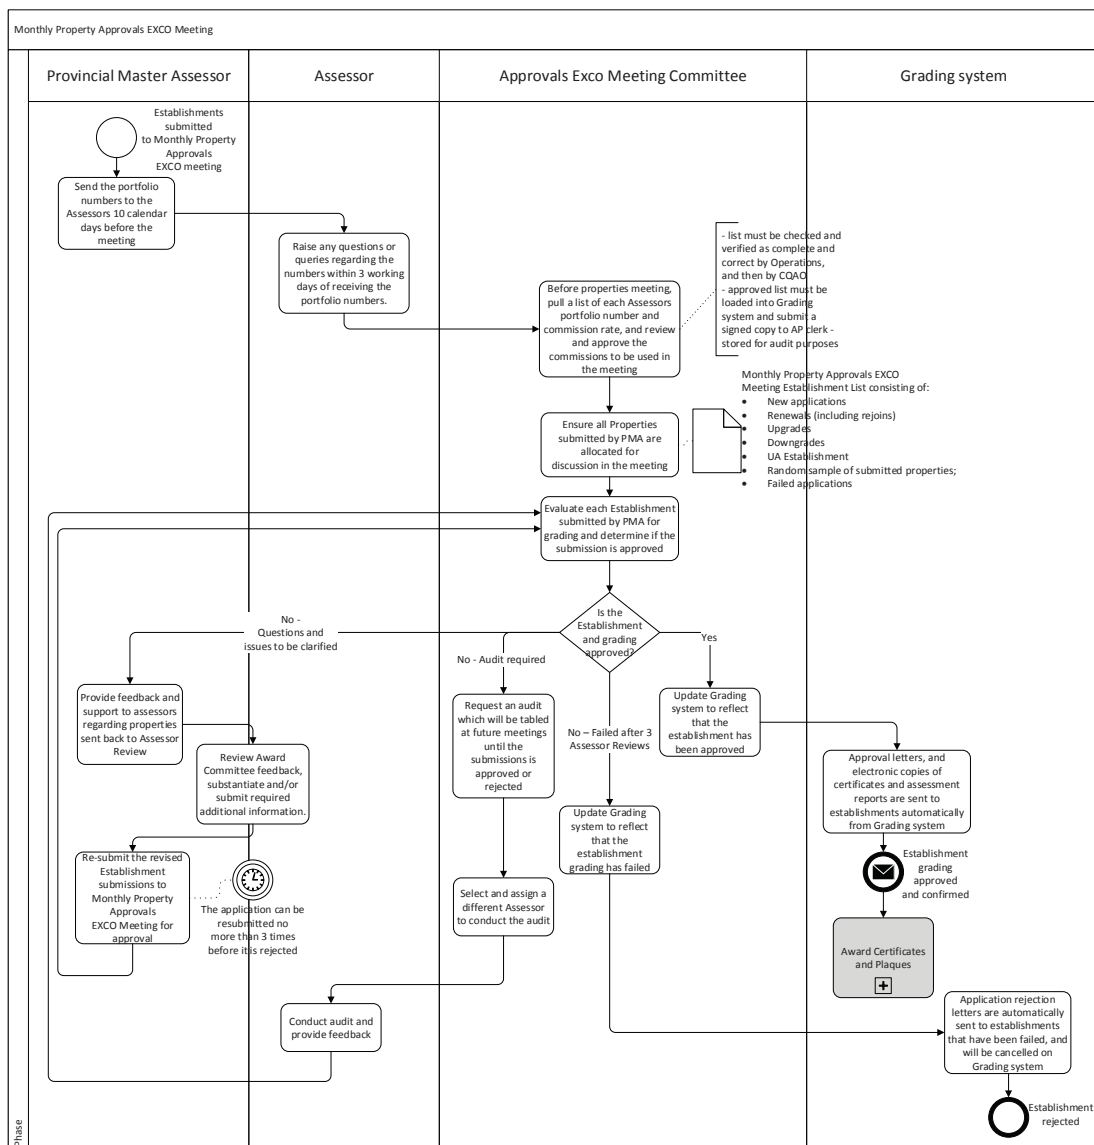 Monthly Property Approvals EXCO Meeting
Provincial Master Assessor
Assessor
Approvals Exco Meeting Committee
Grading system
Establishments
submitted
to Monthly Property
Approvals
EXCO meeting
Send the portfolio
numbers to the
Assessors 10 calendar
days before the
meeting
Raise any questions or
queries regarding the
numbers within 3 working
days of receiving the
portfolio numbers.
Before properties meeting,
pull a list of each Assessors
portfolio number and
commission rate, and review
and approve the
commissions to be used in
the meeting
- list must be checked and
verified as complete and
correct by Operations,
and then by CQAO
- approved list must be
loaded into Grading
system and submit a
signed copy to AP clerk -
stored for audit purposes
Ensure all Properties
submitted by PMA are
allocated for
discussion in the meeting
Monthly Property Approvals EXCO
Meeting Establishment List consisting of:
• New applications
• Renewals (including rejoins)
• Upgrades
• Downgrades
• UA Establishment
• Random sample of submitted properties;
• Failed applications
Evaluate each Establishment
submitted by PMA for
grading and determine if the
submission is approved
Is the
Establishment
and grading
approved?
No -
Questions and
issues to be clarified
No - Audit required
Yes
No – Failed after 3
Assessor Reviews
Provide feedback and
support to assessors
regarding properties
sent back to Assessor
Review
Review Award
Committee feedback,
substantiate and/or
submit required
additional information.
Request an audit
which will be tabled
at future meetings
until the
submissions is
approved or
rejected
Update Grading
system to reflect
that the
establishment has
been approved
Approval letters, and
electronic copies of
certificates and assessment
reports are sent to
establishments automatically
from Grading system
Re-submit the revised
Establishment
submissions to
Monthly Property
Approvals
EXCO Meeting for
approval
The application can be
resubmitted no
more than 3 times
before it is rejected
Update Grading
system to reflect
that the
establishment
grading has failed
Select and assign a
different Assessor
to conduct the audit
Establishment
grading
approved
and confirmed
Award Certificates
and Plaques
Conduct audit and
provide feedback
Application rejection
letters are automatically
sent to establishments
that have been failed, and
will be cancelled on
Grading system
Establishment
rejected
Phase